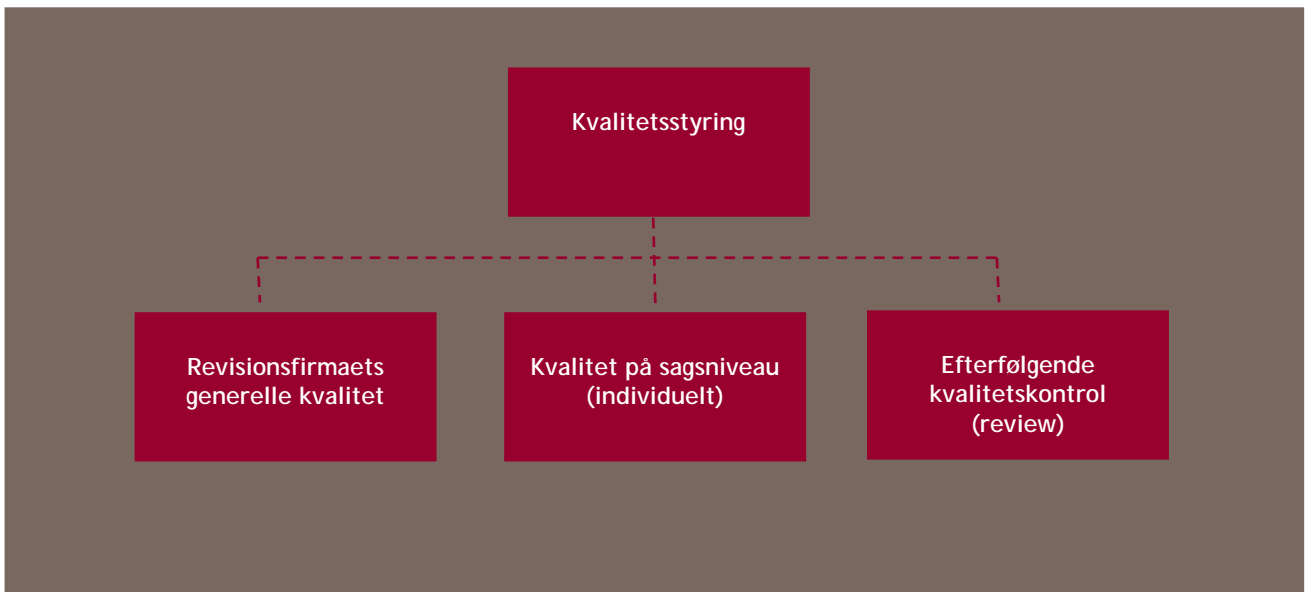 Kvalitetsstyring
Revisionsfirmaets
generelle kvalitet
Kvalitet på sagsniveau
(individuelt)
Efterfølgende
kvalitetskontrol
(review)